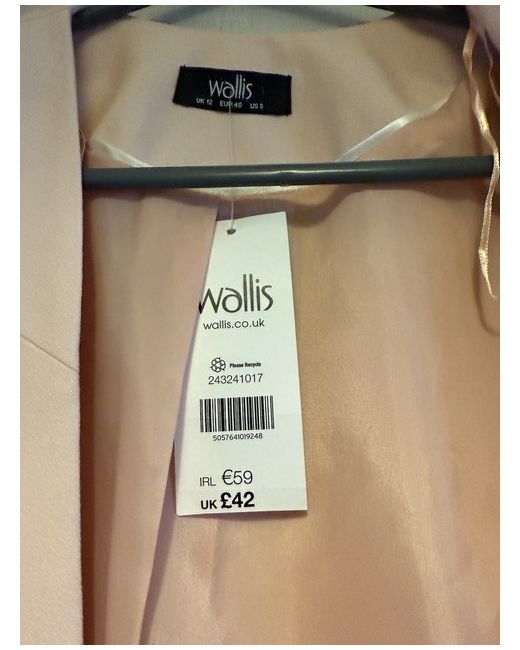 wallis
UK 12 EUR 40 US 8
wallis
wallis.co.uk
Please Recycle
243241017
5057641019248
IRL €59
UK £42